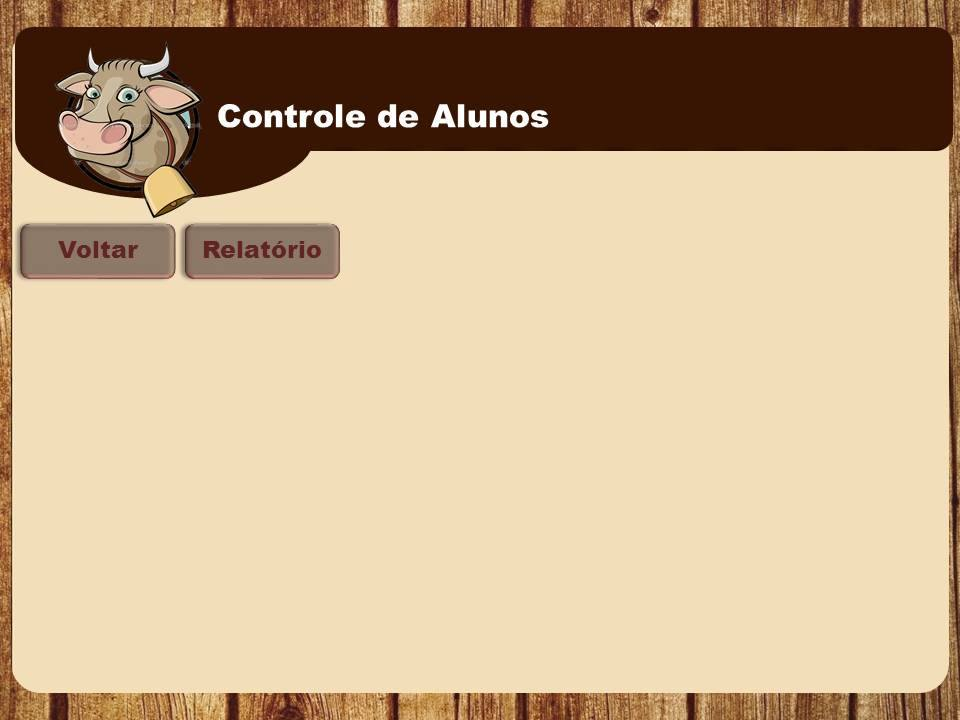 Controle de Alunos
Voltar
Relatório